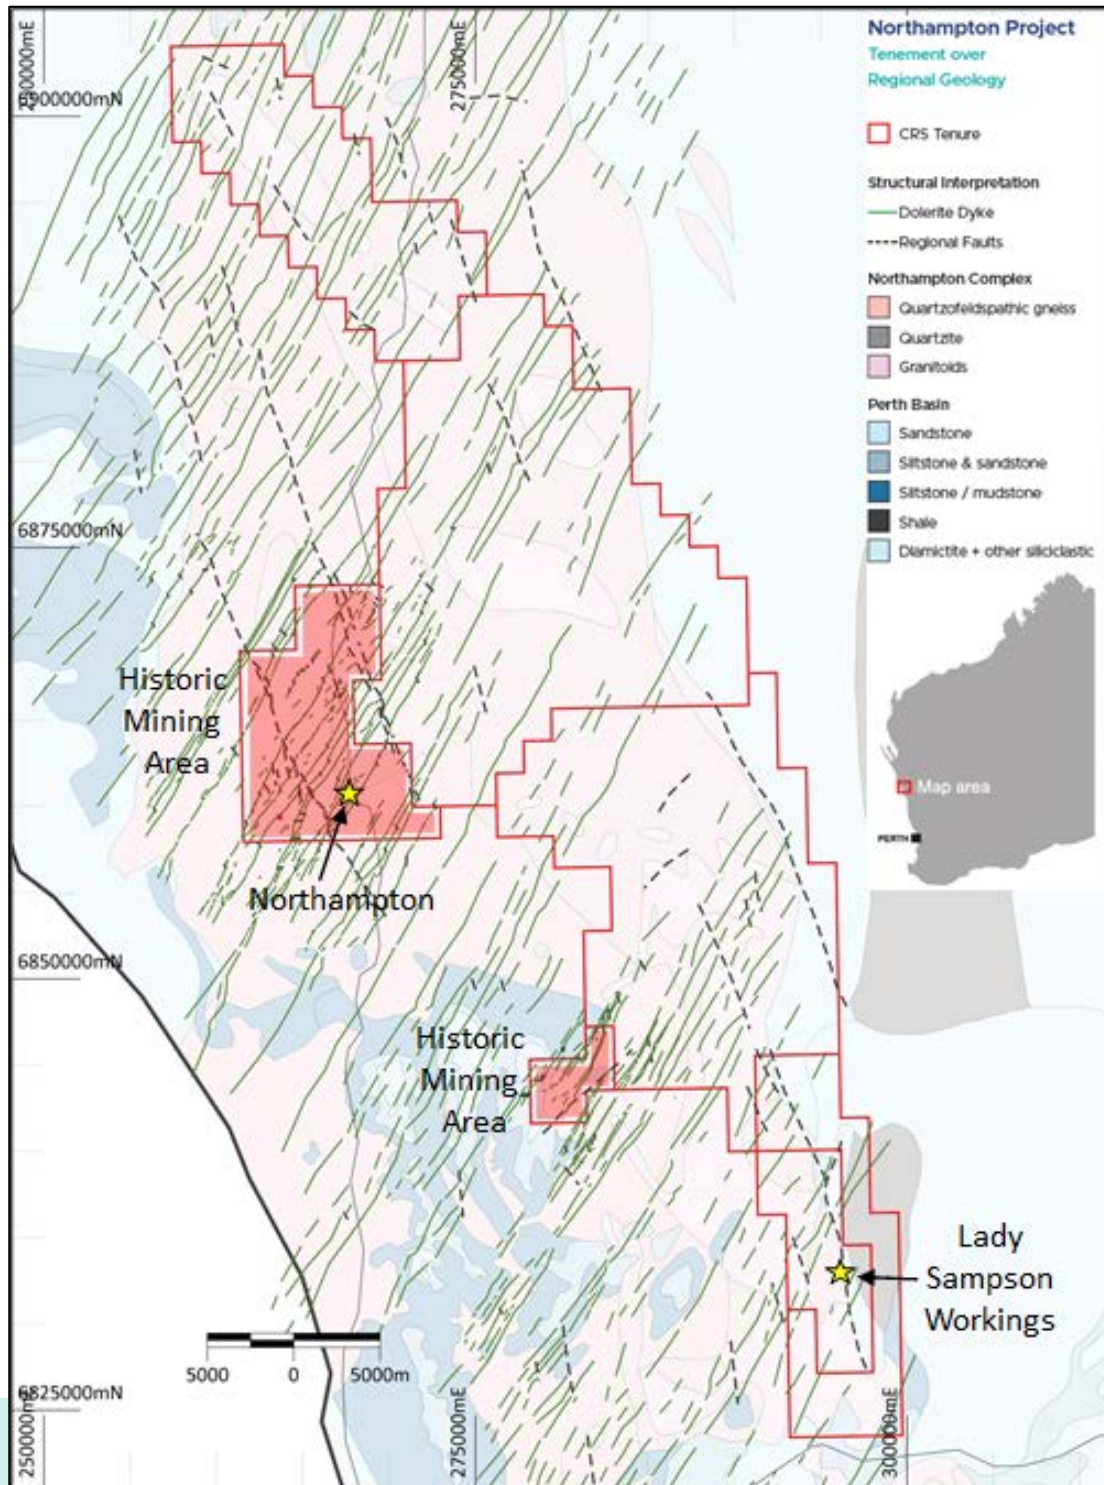 Northampton Project
Tenement over
Regional Geology
CRS Tenure
Structural Interpretation
Dolerite Dyke
Regional Faults
Northampton Complex
Quartzofeldspathic gneiss
Quartzite
Granitoids
Perth Basin
Sandstone
Siltstone & sandstone
Siltstone / mudstone
Shale
Diamictite + other siliciclastic
Map area
PERTH
250000mE
275000mE
6900000mN
6875000mN
Historic
Mining
Area
Northampton
6850000mN
Historic
Mining
Area
Lady
Sampson
Workings
5000 0 5000m
6825000mN
250000mE
275000mE
300000mE